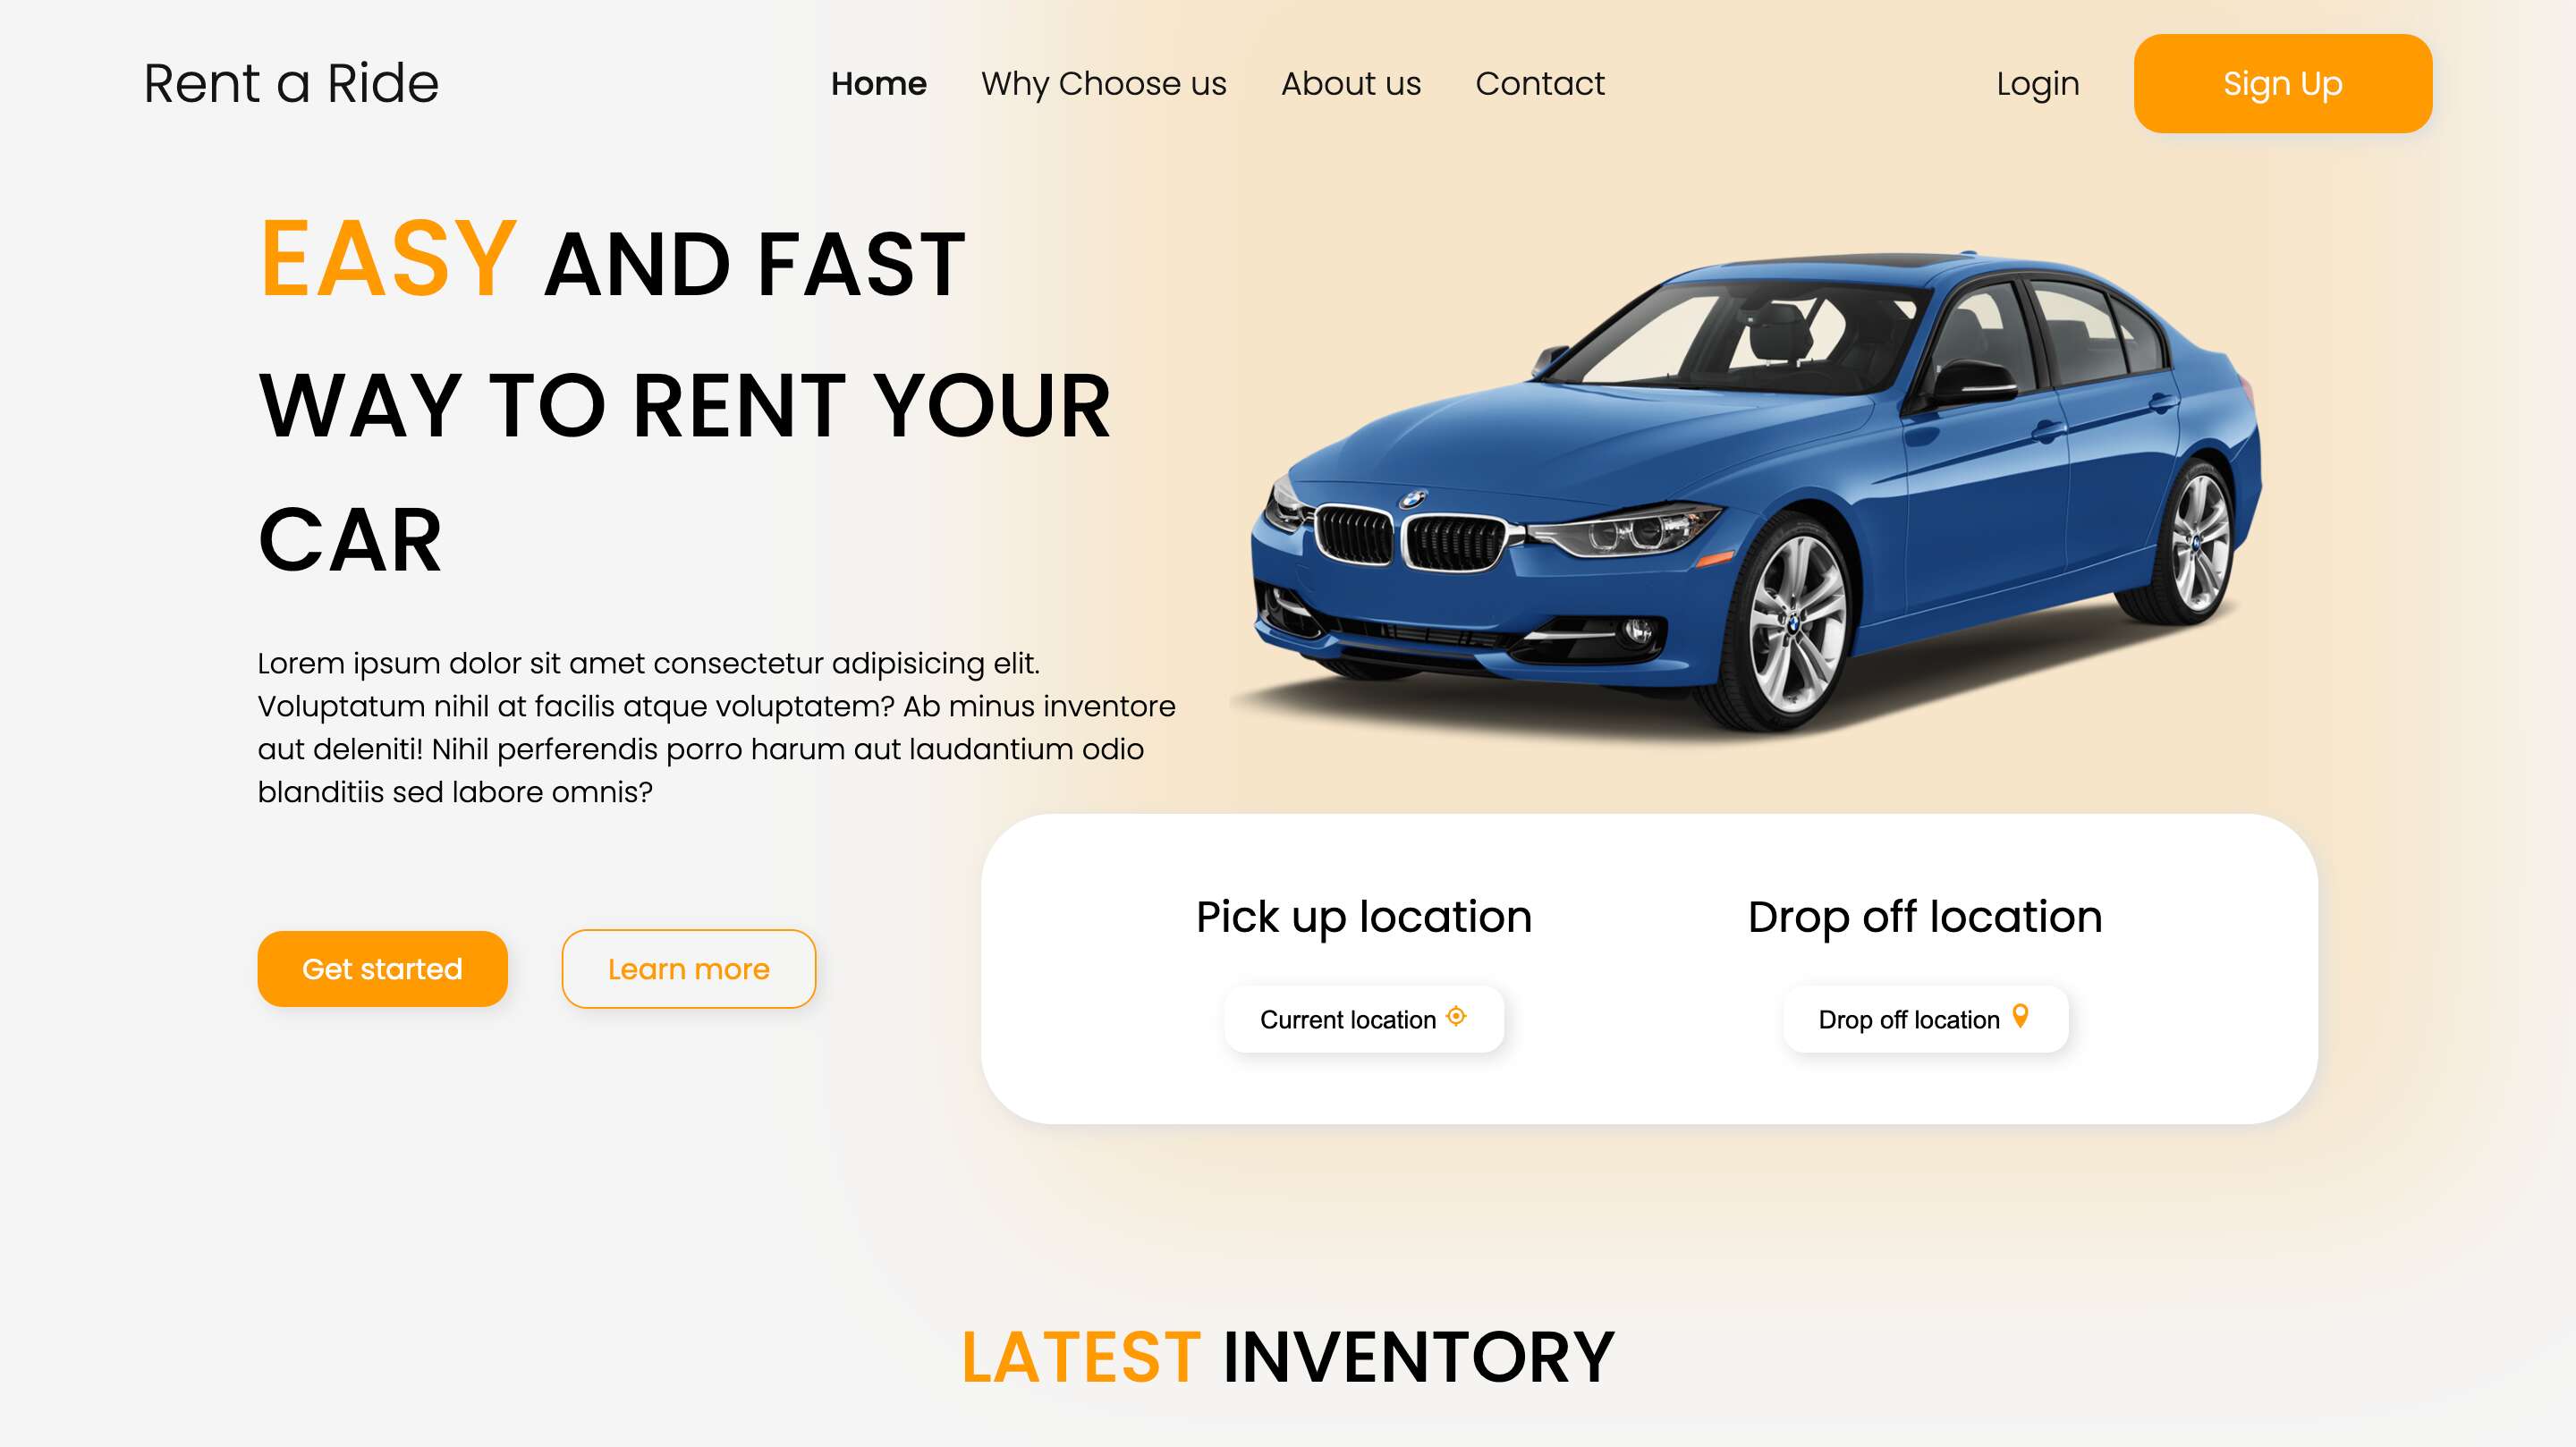 Rent a Ride
Home Why Choose us About us Contact
Login Sign Up
EASY AND FAST
WAY TO RENT YOUR
CAR
Lorem ipsum dolor sit amet consectetur adipisicing elit.
Voluptatum nihil at facilis atque voluptatem? Ab minus inventore
aut deleniti! Nihil perferendis porro harum aut laudantium odio
blanditiis sed labore omnis?
Get started Learn more
Pick up location
Current location
Drop off location
Drop off location
LATEST INVENTORY